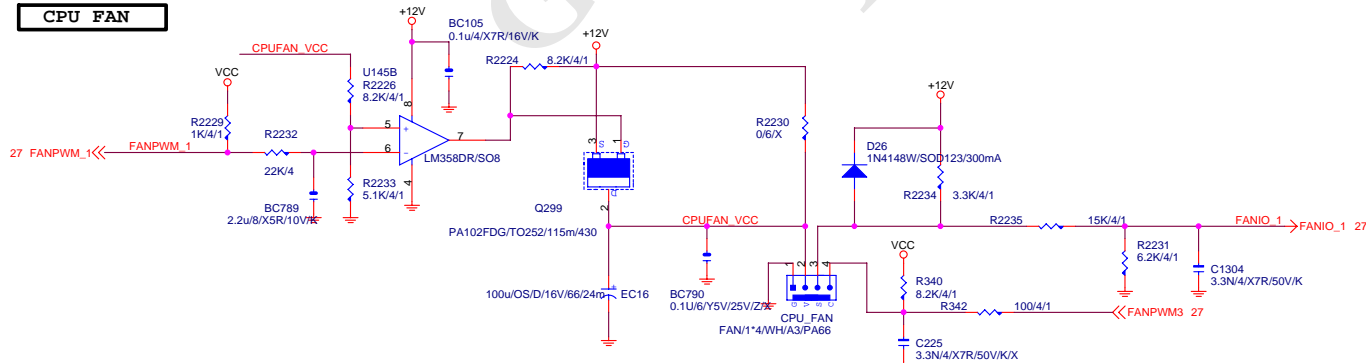 CPU FAN
+12V
BC105
0.1u/4/X7R/16V/K
+12V
CPUFAN_VCC
R2224
8.2K/4/1
+12V
VCC
U145B
R2226
8.2K/4/1
8
R2229
1K/4/1
R2230
0/6/X
D26
1N4148W/SOD123/300mA
5
+
7
3
1
S
G
27 FANPWM_1
FANPWM_1
R2232
6
-
LM358DR/SO8
22K/4
4
R2233
5.1K/4/1
D
R2234
3.3K/4/1
BC789
2.2u/8/X5R/10V/K
2
Q299
PA102FDG/TO252/115m/430
CPUFAN_VCC
R2235
15K/4/1
FANIO_1
FANIO_1 27
VCC
R2231
6.2K/4/1
1
2
3
4
C1304
3.3N/4/X7R/50V/K
100u/OS/D/16V/66/24m
EC16
BC790
0.1U/6/Y5V/25V/Z/X
G
V
S
C
R340
8.2K/4/1
CPU_FAN
FAN/1*4/WH/A3/PA66
R342
100/4/1
FANPWM3 27
C225
3.3N/4/X7R/50V/K/X